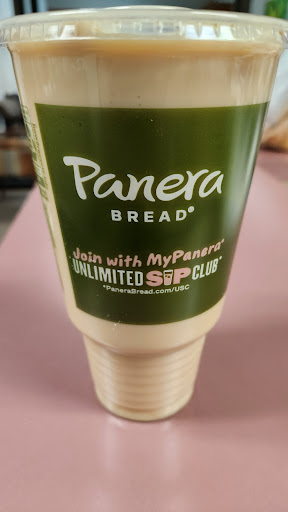 Panera
BREAD®
Join with MyPanera*
UNLIMITED SIP CLUB*
*PaneraBread.com/USC